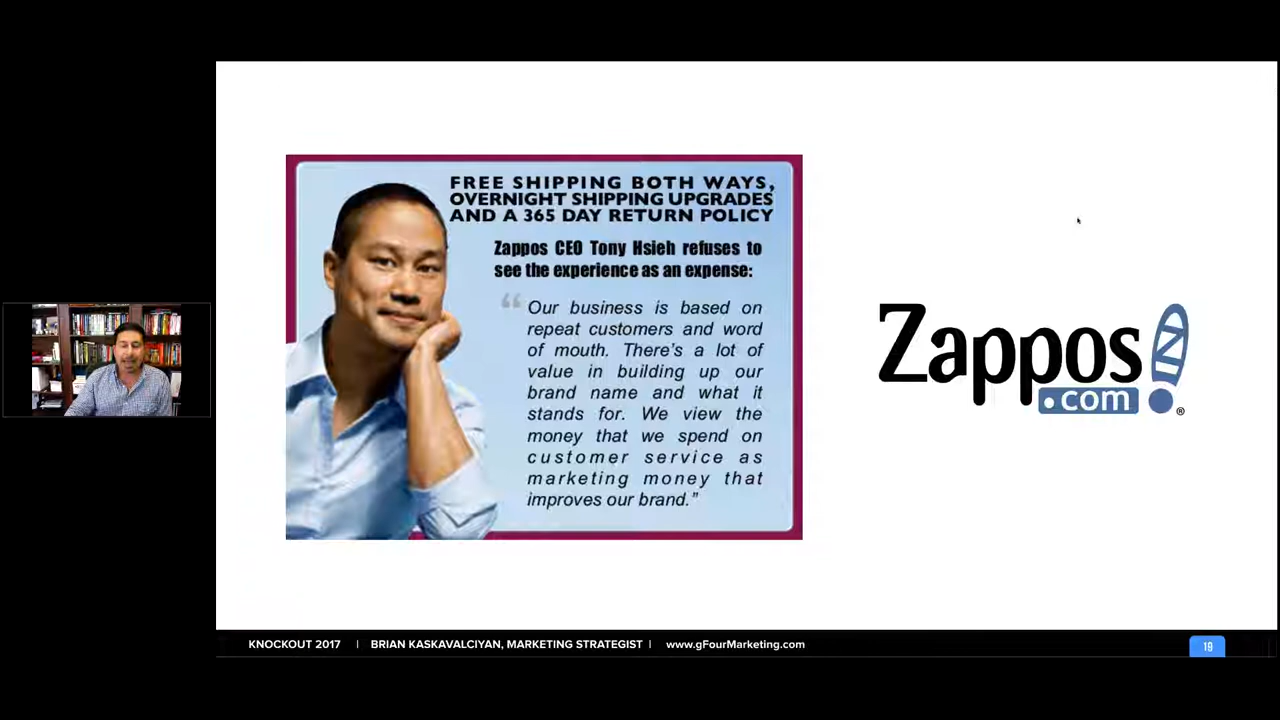 FREE SHIPPING BOTH WAYS,
OVERNIGHT SHIPPING UPGRADES
AND A 365 DAY RETURN POLICY
Zappos CEO Tony Hsieh refuses to
see the experience as an expense:
“Our business is based on
repeat customers and word
of mouth. There's a lot of
value in building up our
brand name and what it
stands for. We view the
money that we spend on
customer service as
marketing money that
improves our brand.”
Zappos
.com
®
KNOCKOUT 2017 | BRIAN KASKAVALCIYAN, MARKETING STRATEGIST | www.gFourMarketing.com
19